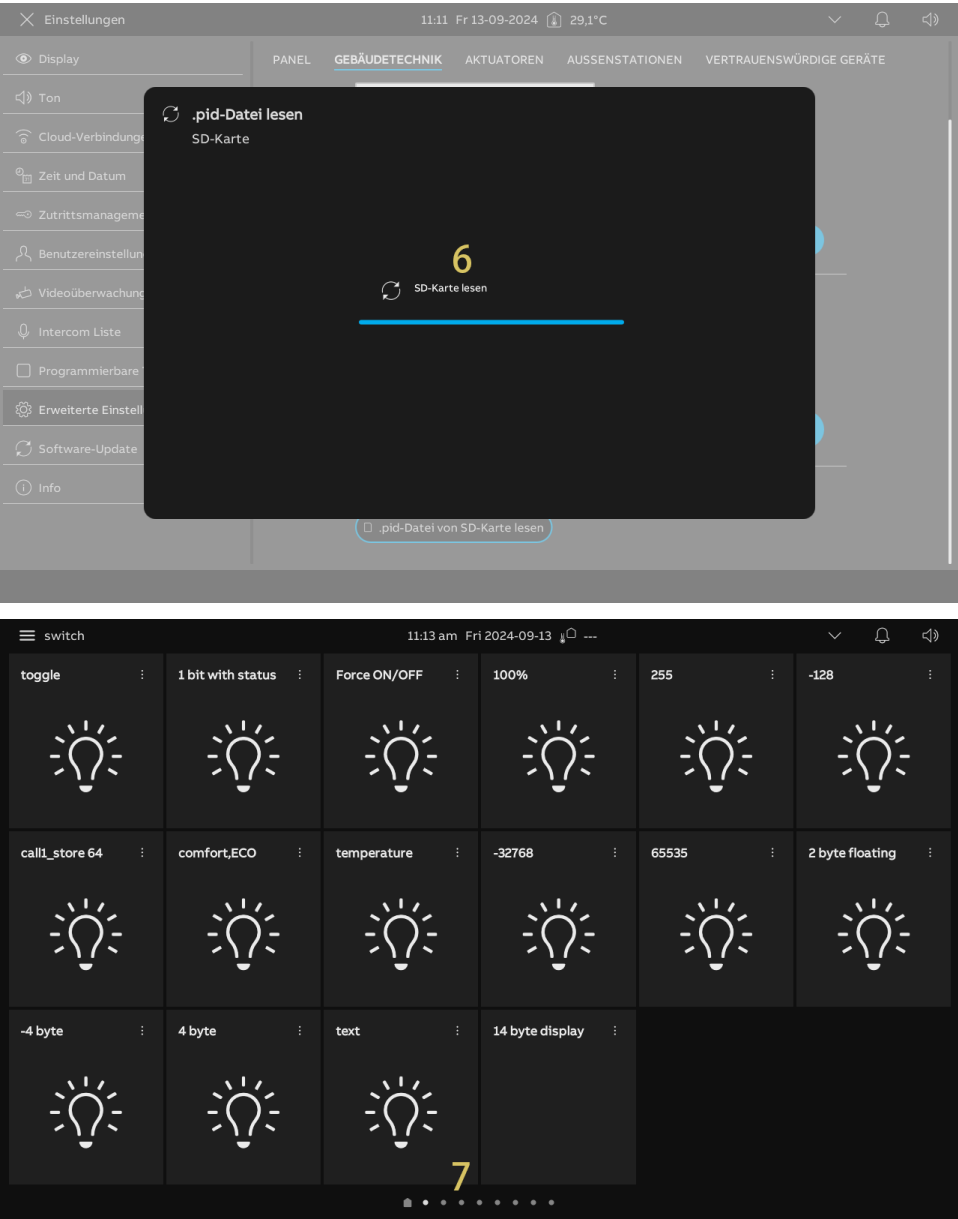 Einstellungen
11:11 Fr 13-09-2024 29,1°C
Display
PANEL GEBÄUDETECHNIK AKTUATOREN AUSSENSTATIONEN VERTRAUENSWÜRDIGE GERÄTE
Ton
.pid-Datei lesen
SD-Karte
Cloud-Verbindunge
Zeit und Datum
Zutrittsmanageme
Benutzereinstellun
6
SD-Karte lesen
Videoüberwachung
Intercom Liste
Programmierbare
Erweiterte Einstell
Software-Update
Info
.pid-Datei von SD-Karte lesen
switch
11:13 am Fri 2024-09-13 ---
toggle 1 bit with status Force ON/OFF 100% 255 -128
call1_store 64 comfort,ECO temperature -32768 65535 2 byte floating
-4 byte 4 byte text 14 byte display
7